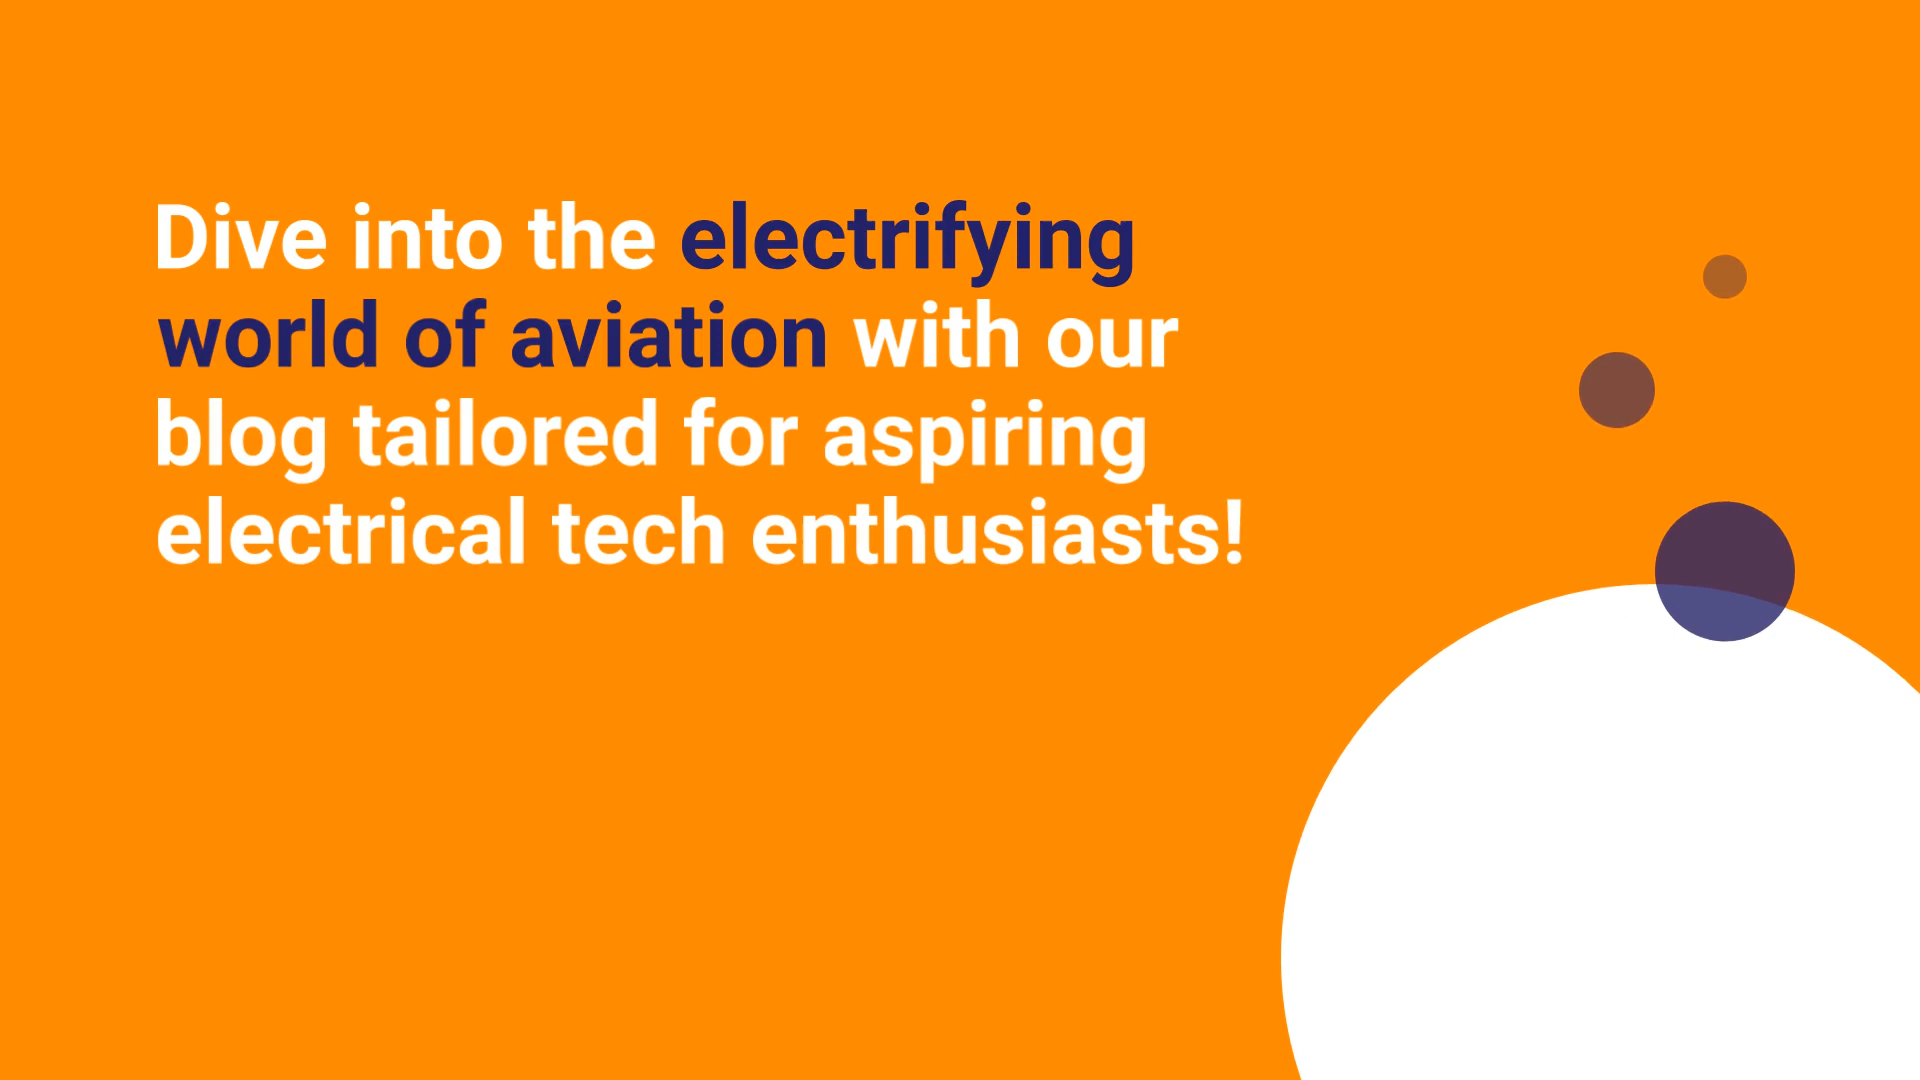 Dive into the electrifying
world of aviation with our
blog tailored for aspiring
electrical tech enthusiasts!